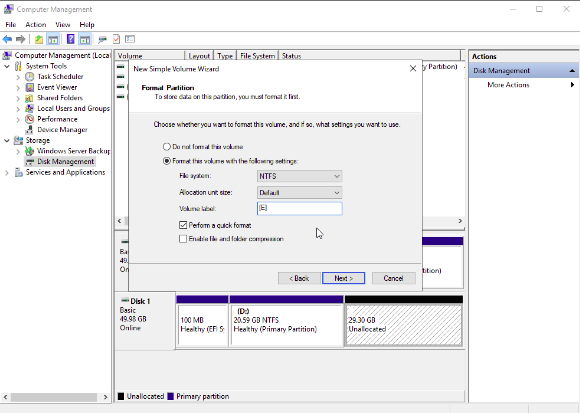 Computer Management
File Action View Help
Computer Management (Local
System Tools
Task Scheduler
Event Viewer
Shared Folders
Local Users and Groups
Performance
Device Manager
Storage
Windows Server Backup
Disk Management
Services and Applications
Volume Layout Type File System Status
ry Partition)
New Simple Volume Wizard
Format Partition
To store data on this partition, you must format it first.
Choose whether you want to format this volume, and if so, what settings you want to use.
Do not format this volume
Format this volume with the following settings:
File system: NTFS
Allocation unit size: Default
Volume label: [E]
Perform a quick format
Enable file and folder compression
< Back Next > Cancel
Ba
49.
On
tition)
Disk 1
Basic
49.98 GB
Online
100 MB
Healthy (EFI S
(D:)
20.59 GB NTFS
Healthy (Primary Partition)
29.30 GB
Unallocated
Unallocated Primary partition
Actions
Disk Management
More Actions